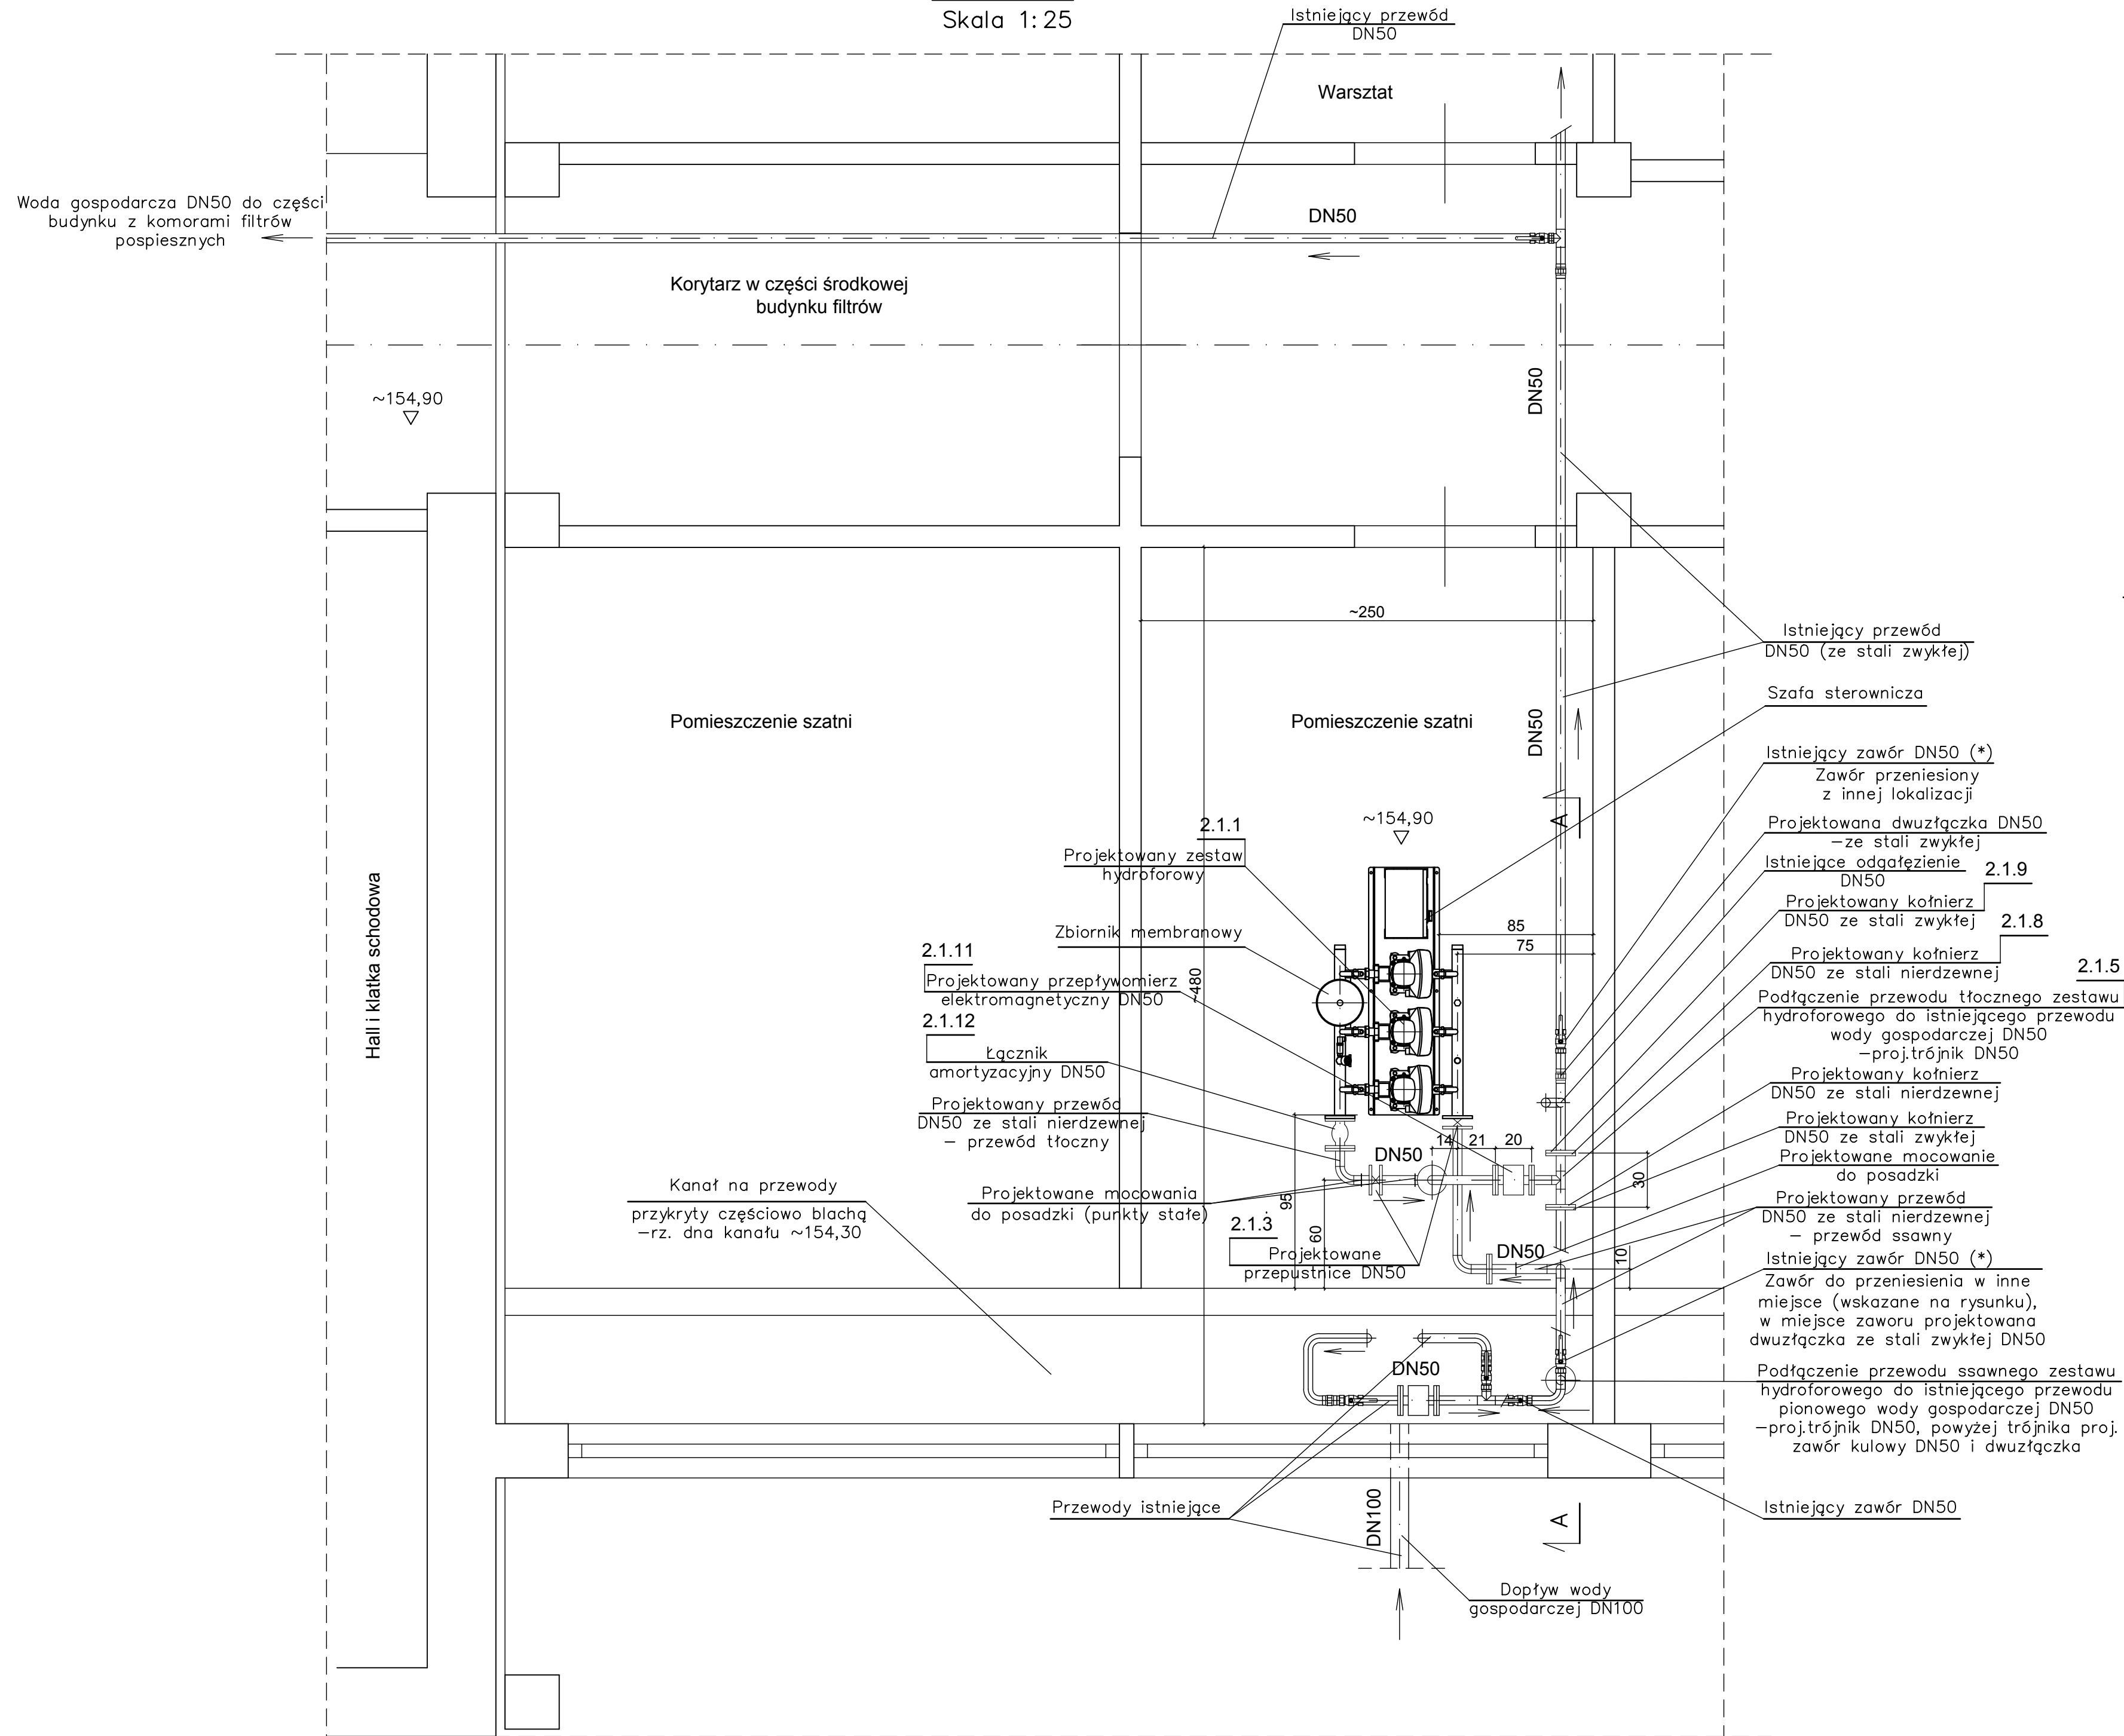 Skala 1:25
Istniejący przewód
DN50
Warsztat
Woda gospodarcza DN50 do części
budynku z komorami filtrów
pospiesznych
DN50
Korytarz w części środkowej
budynku filtrów
~154,90
DN50
~250
Istniejący przewód
DN50 (ze stali zwykłej)
Szafa sterownicza
Pomieszczenie szatni
Pomieszczenie szatni
DN50
Istniejący zawór DN50 (*)
Zawór przeniesiony
z innej lokalizacji
A
~154,90
2.1.1
Projektowany zestaw
hydroforowy
Projektowana dwuzłączka DN50
–ze stali zwykłej
Istniejące odgałęzienie
DN50
2.1.9
Projektowany kołnierz
DN50 ze stali zwykłej
2.1.8
Hall i klatka schodowa
Zbiornik membranowy
85
75
2.1.11
Projektowany przepływomierz
elektromagnetyczny DN50
~480
Projektowany kołnierz
DN50 ze stali nierdzewnej
2.1.5
Podłączenie przewodu tłocznego zestawu
hydroforowego do istniejącego przewodu
wody gospodarczej DN50
–proj.trójnik DN50
2.1.12
Łącznik
amortyzacyjny DN50
Projektowany kołnierz
DN50 ze stali nierdzewnej
Projektowany przewód
DN50 ze stali nierdzewnej
– przewód tłoczny
Projektowany kołnierz
DN50 ze stali zwykłej
14
21
20
DN50
Projektowane mocowanie
do posadzki
30
Kanał na przewody
przykryty częściowo blachą
–rz. dna kanału ~154,30
Projektowane mocowania
do posadzki (punkty stałe)
95
60
Projektowany przewód
DN50 ze stali nierdzewnej
– przewód ssawny
2.1.3
Projektowane
przepustnice DN50
DN50
10
Istniejący zawór DN50 (*)
Zawór do przeniesienia w inne
miejsce (wskazane na rysunku),
w miejsce zaworu projektowana
dwuzłączka ze stali zwykłej DN50
DN50
Podłączenie przewodu ssawnego zestawu
hydroforowego do istniejącego przewodu
pionowego wody gospodarczej DN50
–proj.trójnik DN50, powyżej trójnika proj.
zawór kulowy DN50 i dwuzłączka
Przewody istniejące
DN100
A
Istniejący zawór DN50
Dopływ wody
gospodarczej DN100